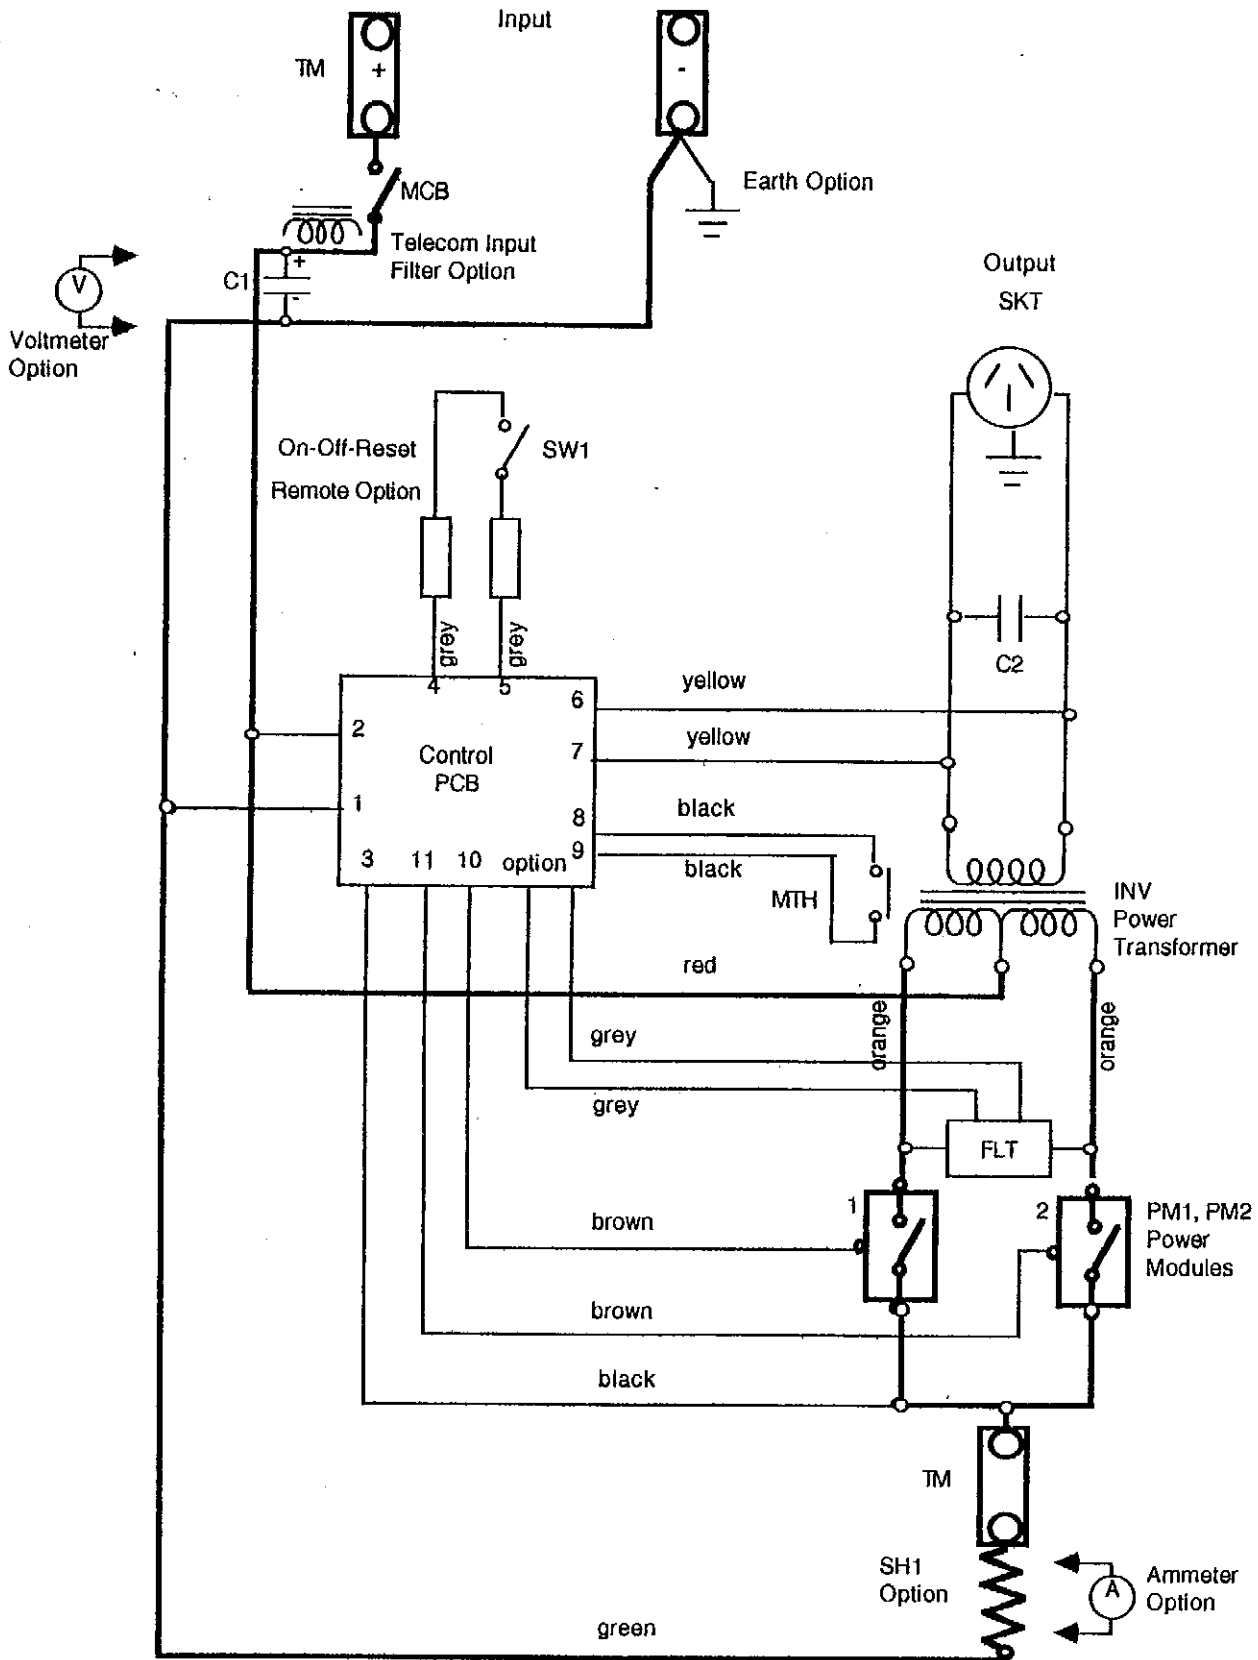 Input
TM
+
-
MCB
Earth Option
Telecom Input
Filter Option
+
C1
-
V
Voltmeter
Option
Output
SKT
On-Off-Reset
Remote Option
SW1
grey
grey
C2
4
5
6
yellow
2
7
yellow
Control
PCB
1
8
black
3
11
10
option
9
black
MTH
INV
Power
Transformer
red
orange
orange
grey
grey
FLT
1
2
PM1, PM2
Power
Modules
brown
brown
black
TM
SH1
Option
A
Ammeter
Option
green